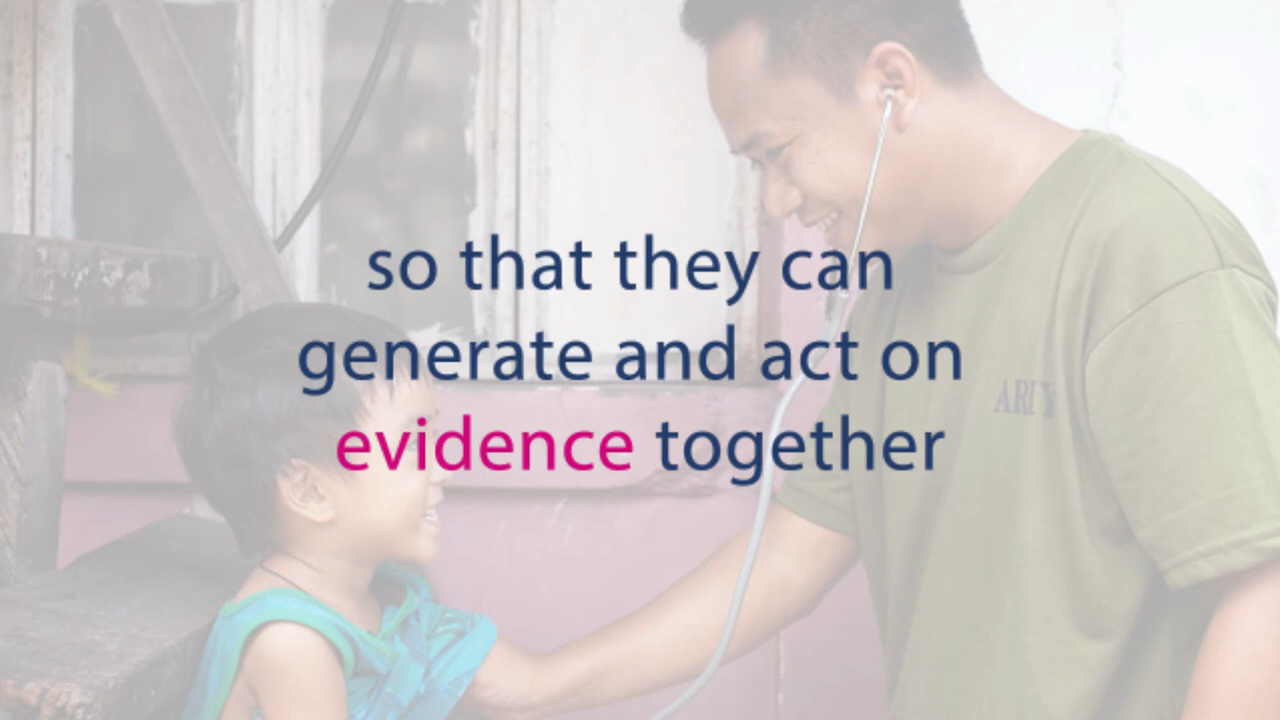 so that they can
generate and act on
evidence together